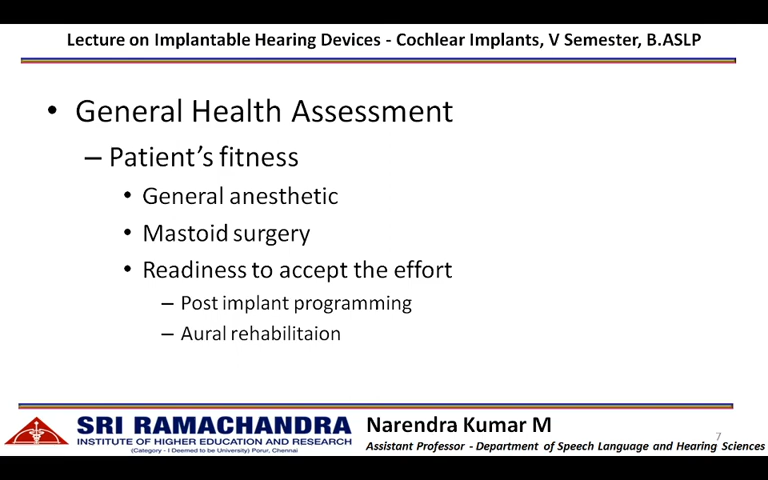 Lecture on Implantable Hearing Devices - Cochlear Implants, V Semester, B.ASLP
• General Health Assessment
– Patient's fitness
• General anesthetic
• Mastoid surgery
• Readiness to accept the effort
– Post implant programming
– Aural rehabilitaion
SRI RAMACHANDRA
INSTITUTE OF HIGHER EDUCATION AND RESEARCH
(Category - I Deemed to be University) Porur, Chennai
Narendra Kumar M
Assistant Professor - Department of Speech Language and Hearing Sciences
7